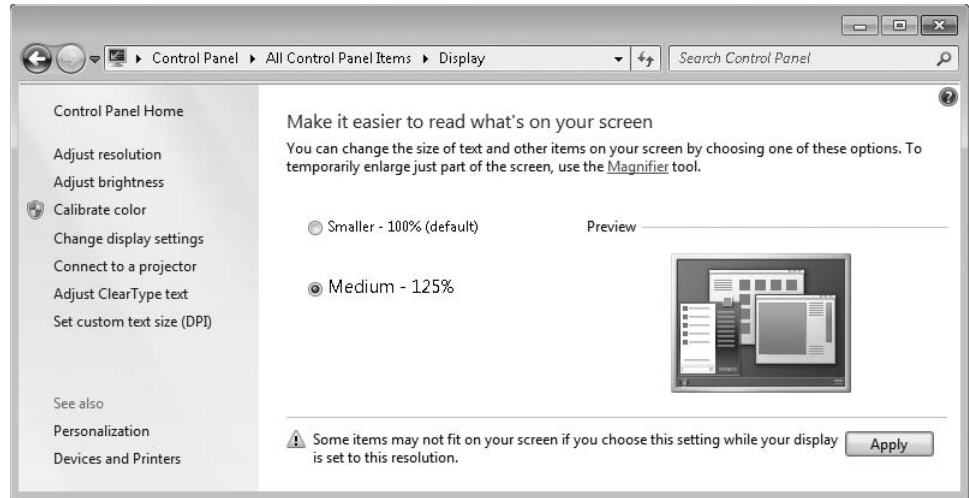 Control Panel ▸ All Control Panel Items ▸ Display
Search Control Panel
Control Panel Home
Adjust resolution
Adjust brightness
Calibrate color
Change display settings
Connect to a projector
Adjust ClearType text
Set custom text size (DPI)
See also
Personalization
Devices and Printers
Make it easier to read what's on your screen
You can change the size of text and other items on your screen by choosing one of these options. To
temporarily enlarge just part of the screen, use the Magnifier tool.
Smaller - 100% (default)
Preview
Medium - 125%
Some items may not fit on your screen if you choose this setting while your display
is set to this resolution.
Apply